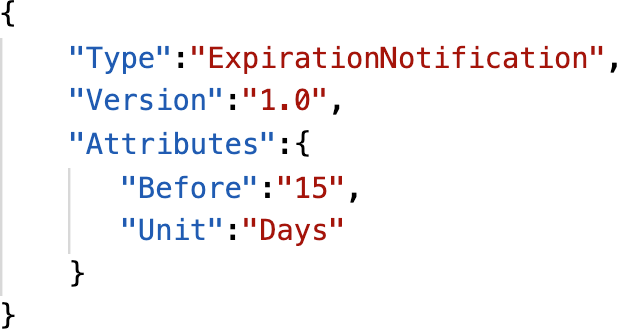 {
"Type":"ExpirationNotification",
"Version":"1.0",
"Attributes":{
"Before":"15",
"Unit":"Days"
}
}